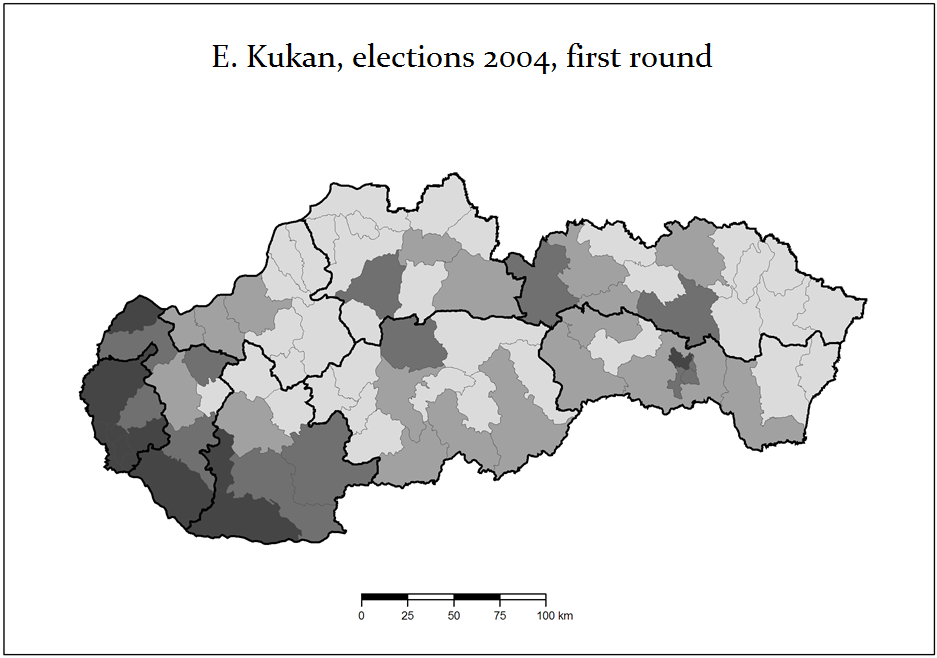 E. Kukan, elections 2004, first round
0 25 50 75 100 km